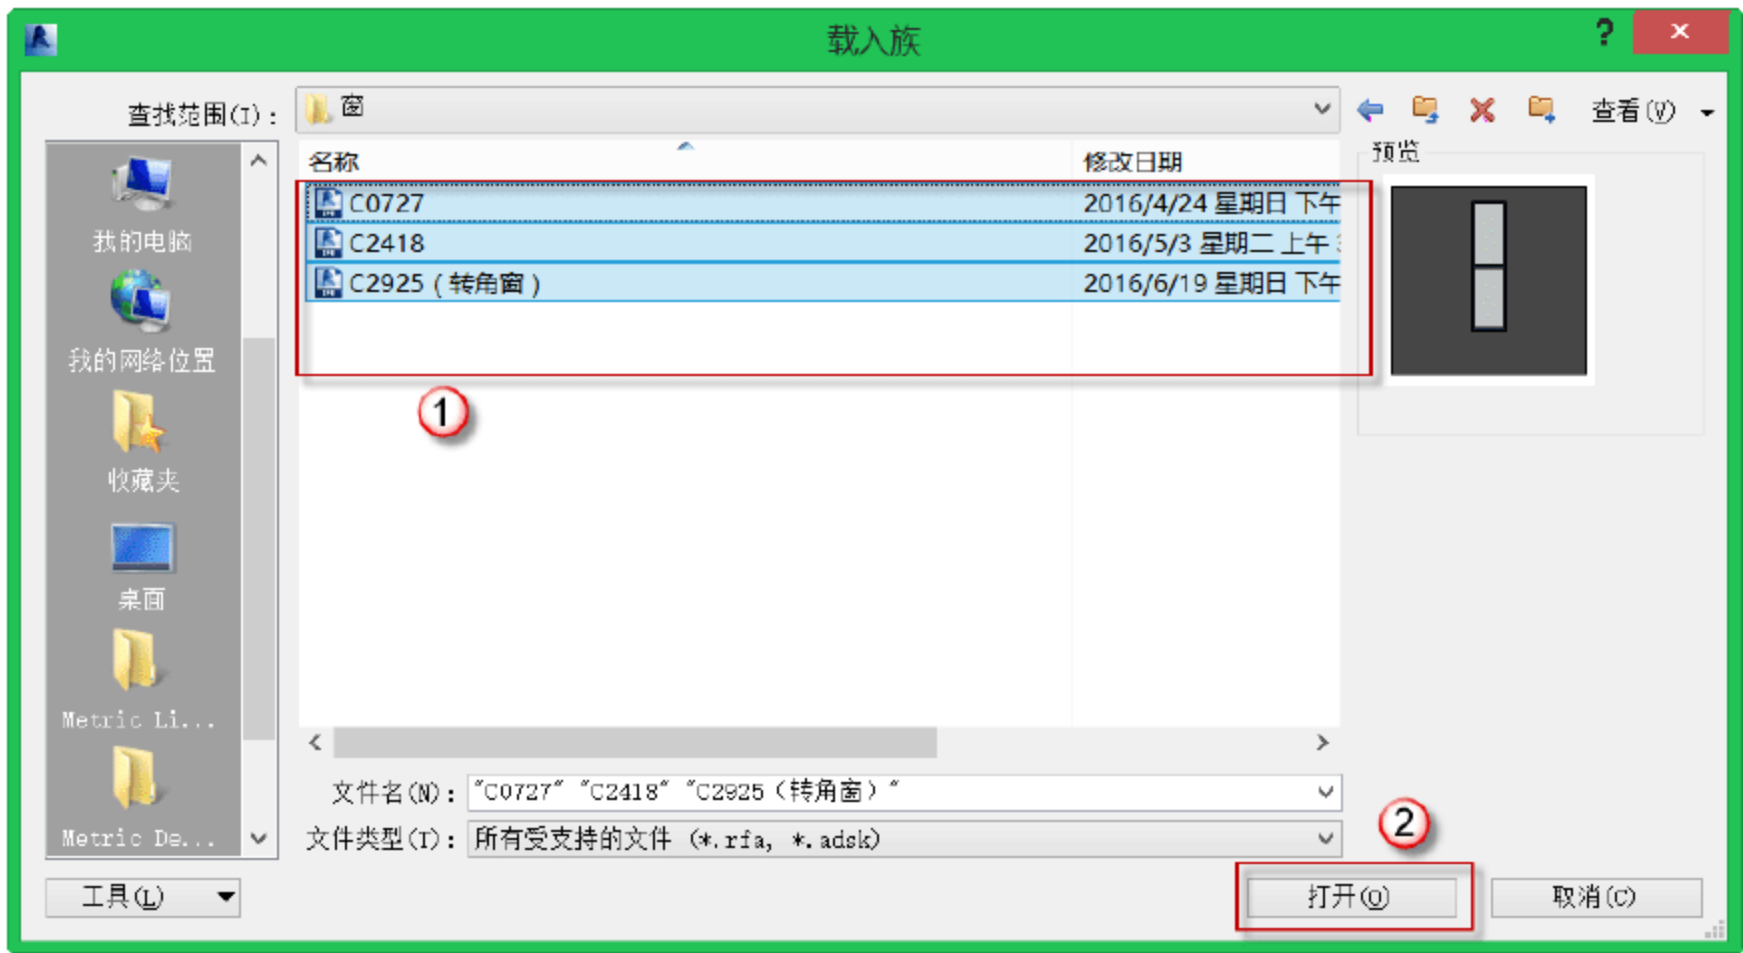 载入族
?
×
查找范围(I):
窗
查看(V)
名称
修改日期
预览
C0727
2016/4/24 星期日 下午
C2418
2016/5/3 星期二 上午
C2925（转角窗）
2016/6/19 星期日 下午
我的电脑
我的网络位置
收藏夹
桌面
Metric Li...
Metric De...
1
文件名(N):
"C0727" "C2418" "C2925（转角窗）"
文件类型(T):
所有受支持的文件 (*.rfa, *.adsk)
2
工具(L)
打开(O)
取消(C)